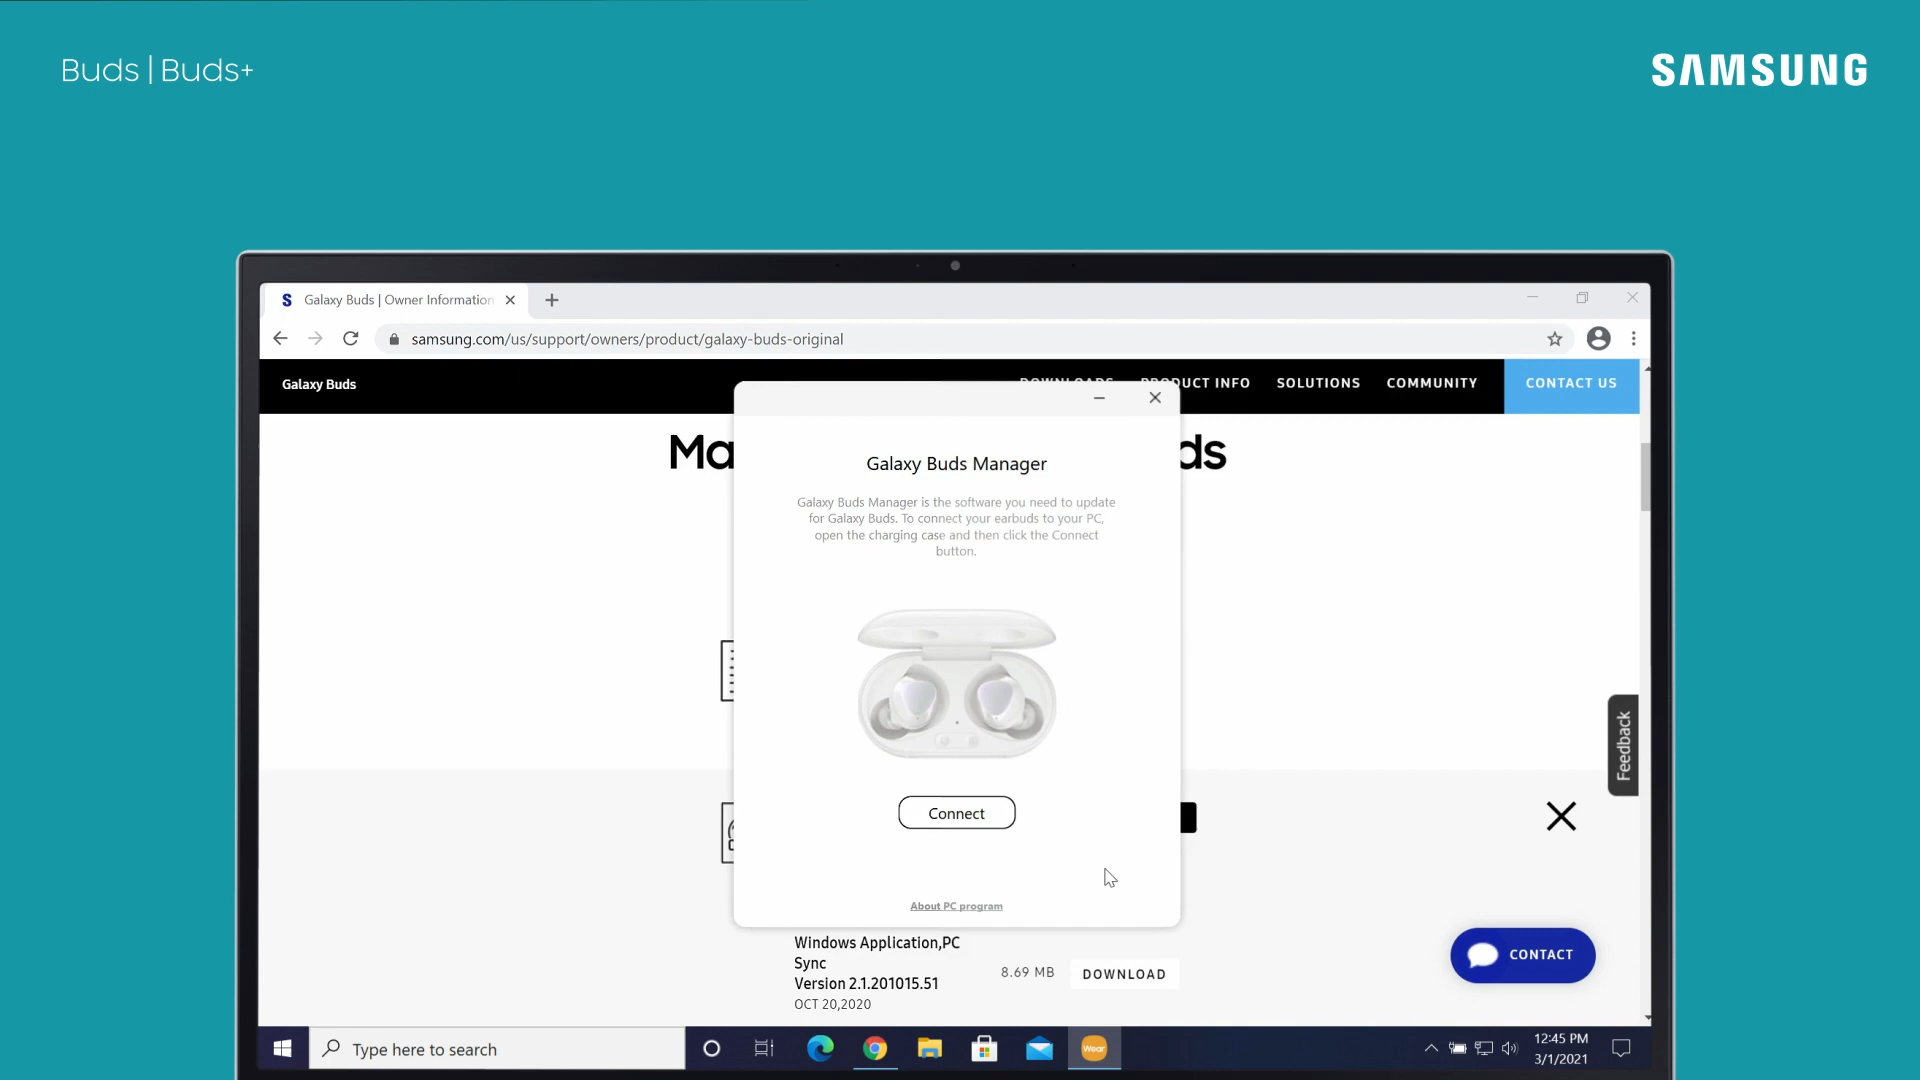 Buds | Buds+
SAMSUNG
S Galaxy Buds | Owner Information
samsung.com/us/support/owners/product/galaxy-buds-original
Galaxy Buds
DOWNLOADS PRODUCT INFO SOLUTIONS COMMUNITY CONTACT US
Ma
ds
Galaxy Buds Manager
Galaxy Buds Manager is the software you need to update
for Galaxy Buds. To connect your earbuds to your PC,
open the charging case and then click the Connect
button.
Feedback
Connect
About PC program
Windows Application,PC
Sync
Version 2.1.201015.51
OCT 20,2020
8.69 MB
DOWNLOAD
CONTACT
Type here to search
Wear
12:45 PM
3/1/2021